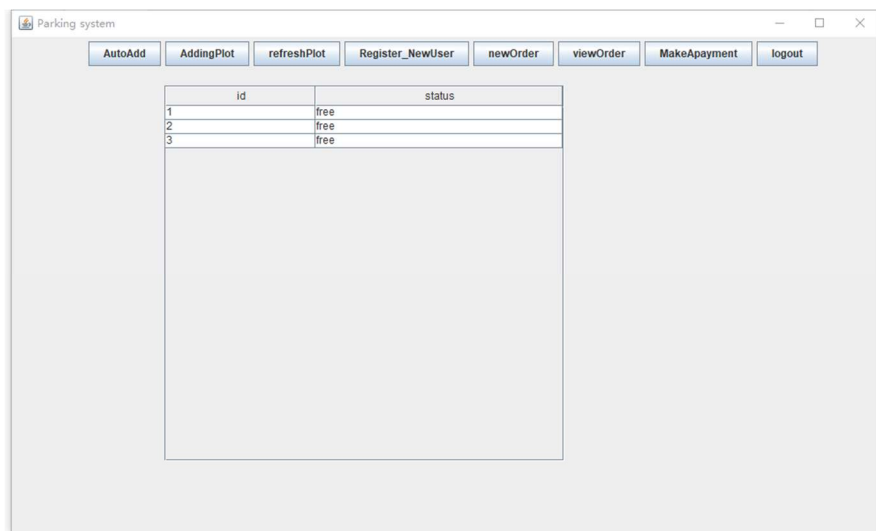 Parking system
AutoAdd AddingPlot refreshPlot Register_NewUser newOrder viewOrder MakeApayment logout
id status
1 free
2 free
3 free